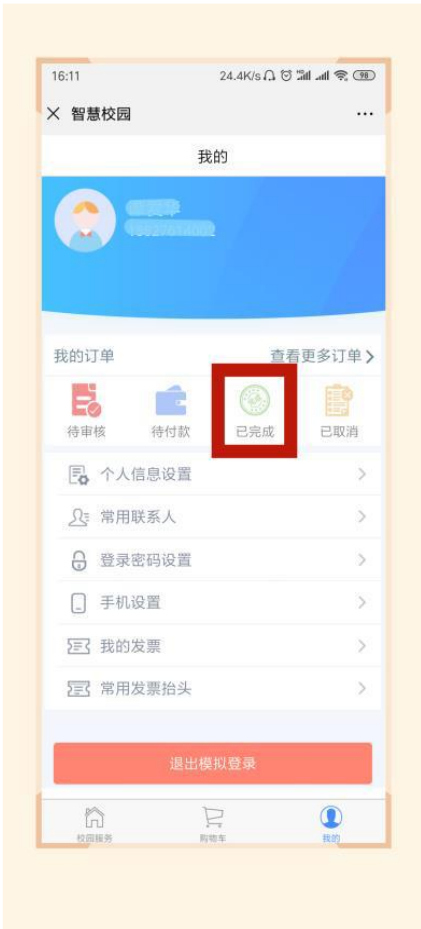 16:11 24.4K/s 98
智慧校园
我的
我的订单 查看更多订单
待审核 待付款 已完成 已取消
个人信息设置
常用联系人
登录密码设置
手机设置
我的发票
常用发票抬头
退出模拟登录
校园服务 购物车 我的